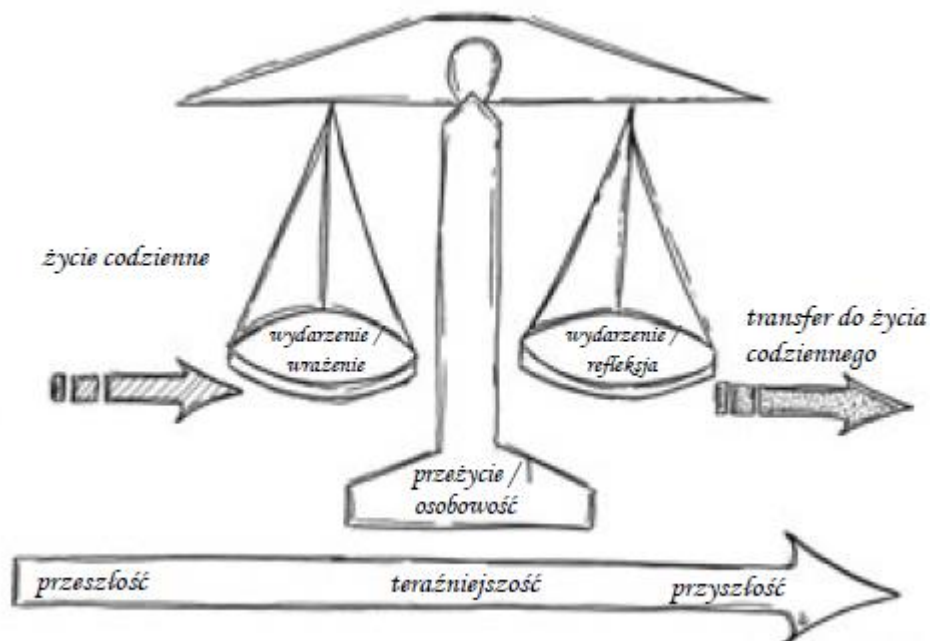 życie codzienne
wydarzenie /
wrażenie
wydarzenie /
refleksja
transfer do życia
codziennego
przeżycie /
osobowość
przeszłość
teraźniejszość
przyszłość